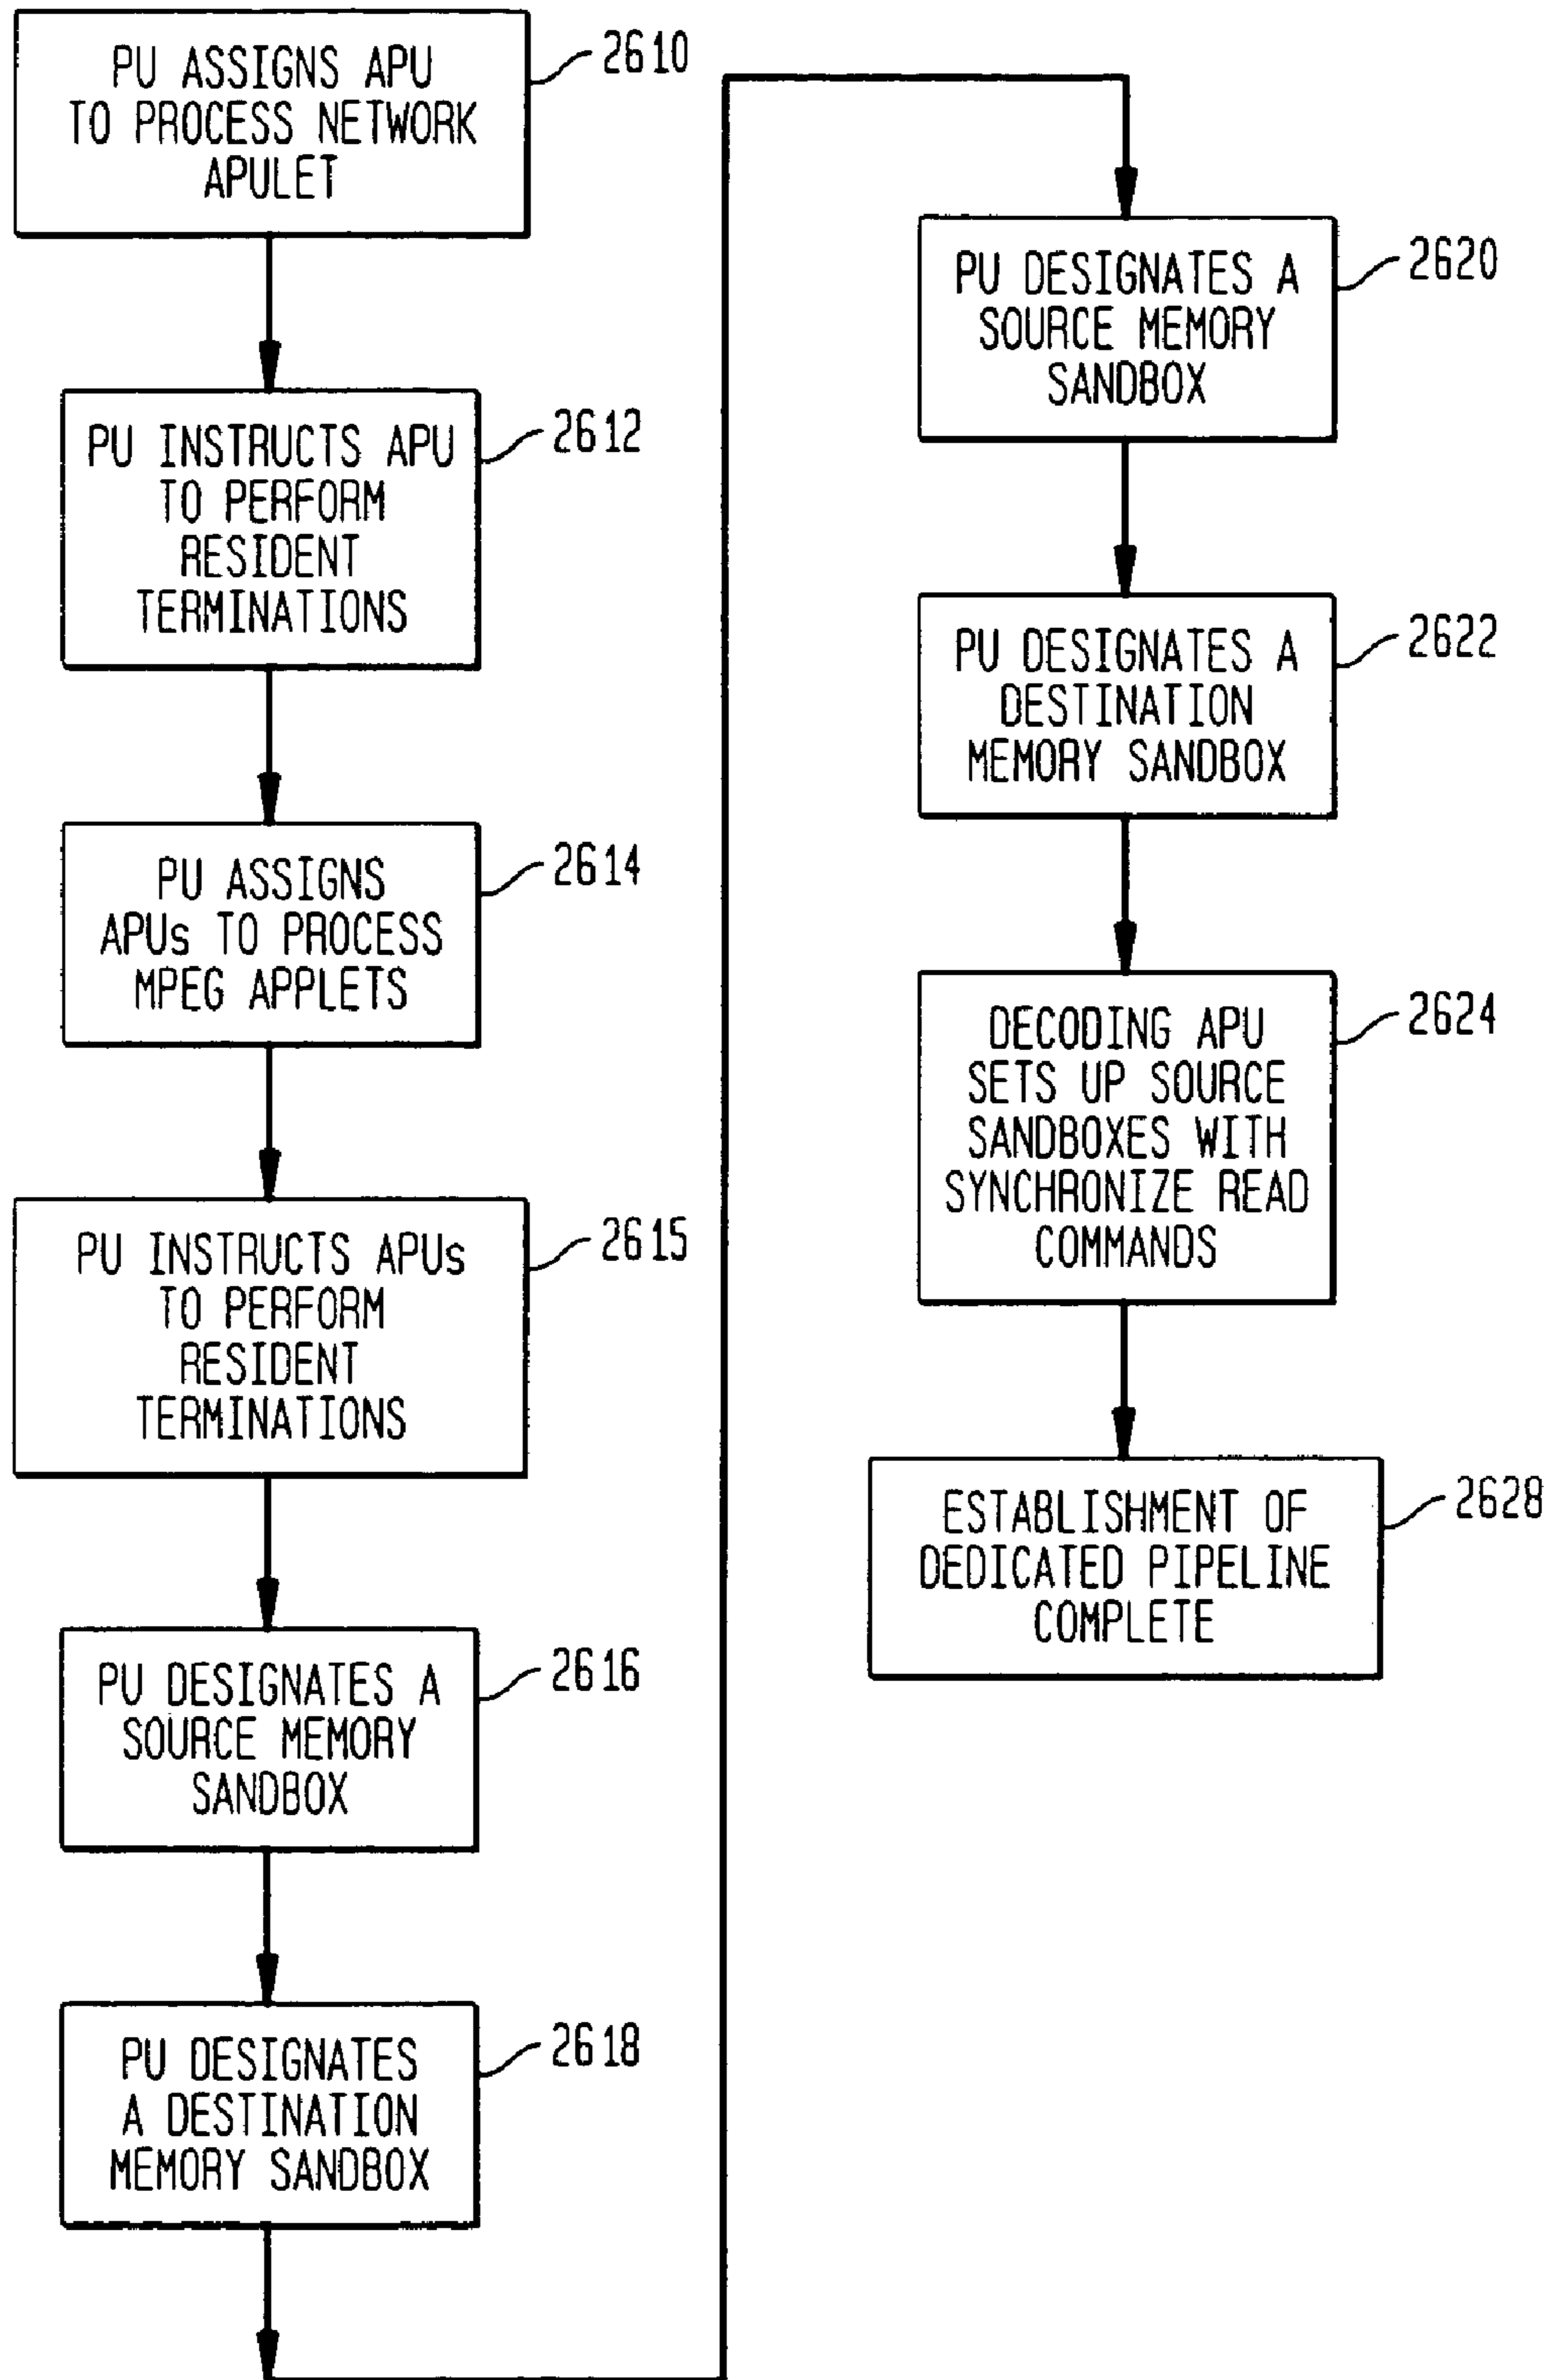 PU ASSIGNS APU
TO PROCESS NETWORK
APULET
2610
PU INSTRUCTS APU
TO PERFORM
RESIDENT
TERMINATIONS
2612
PU ASSIGNS
APUs TO PROCESS
MPEG APPLETS
2614
PU INSTRUCTS APUs
TO PERFORM
RESIDENT
TERMINATIONS
2615
PU DESIGNATES A
SOURCE MEMORY
SANDBOX
2616
PU DESIGNATES
A DESTINATION
MEMORY SANDBOX
2618
PU DESIGNATES A
SOURCE MEMORY
SANDBOX
2620
PU DESIGNATES A
DESTINATION
MEMORY SANDBOX
2622
DECODING APU
SETS UP SOURCE
SANDBOXES WITH
SYNCHRONIZE READ
COMMANDS
2624
ESTABLISHMENT OF
DEDICATED PIPELINE
COMPLETE
2628